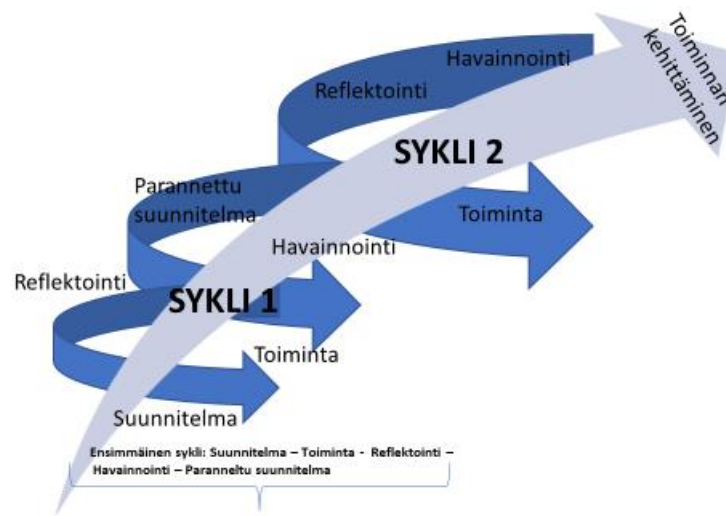 Toiminnan
kehittäminen
Havainnointi
Reflektointi
SYKLI 2
Parannettu
suunnitelma
Toiminta
Havainnointi
Reflektointi
SYKLI 1
Toiminta
Suunnitelma
Ensimmäinen sykli: Suunnitelma – Toiminta - Reflektointi –
Havainnointi – Paranneltu suunnitelma